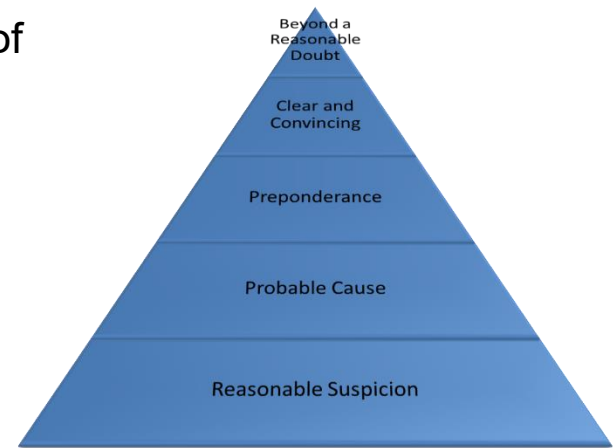 of
Beyond a
Reasonable
Doubt
Clear and
Convincing
Preponderance
Probable Cause
Reasonable Suspicion